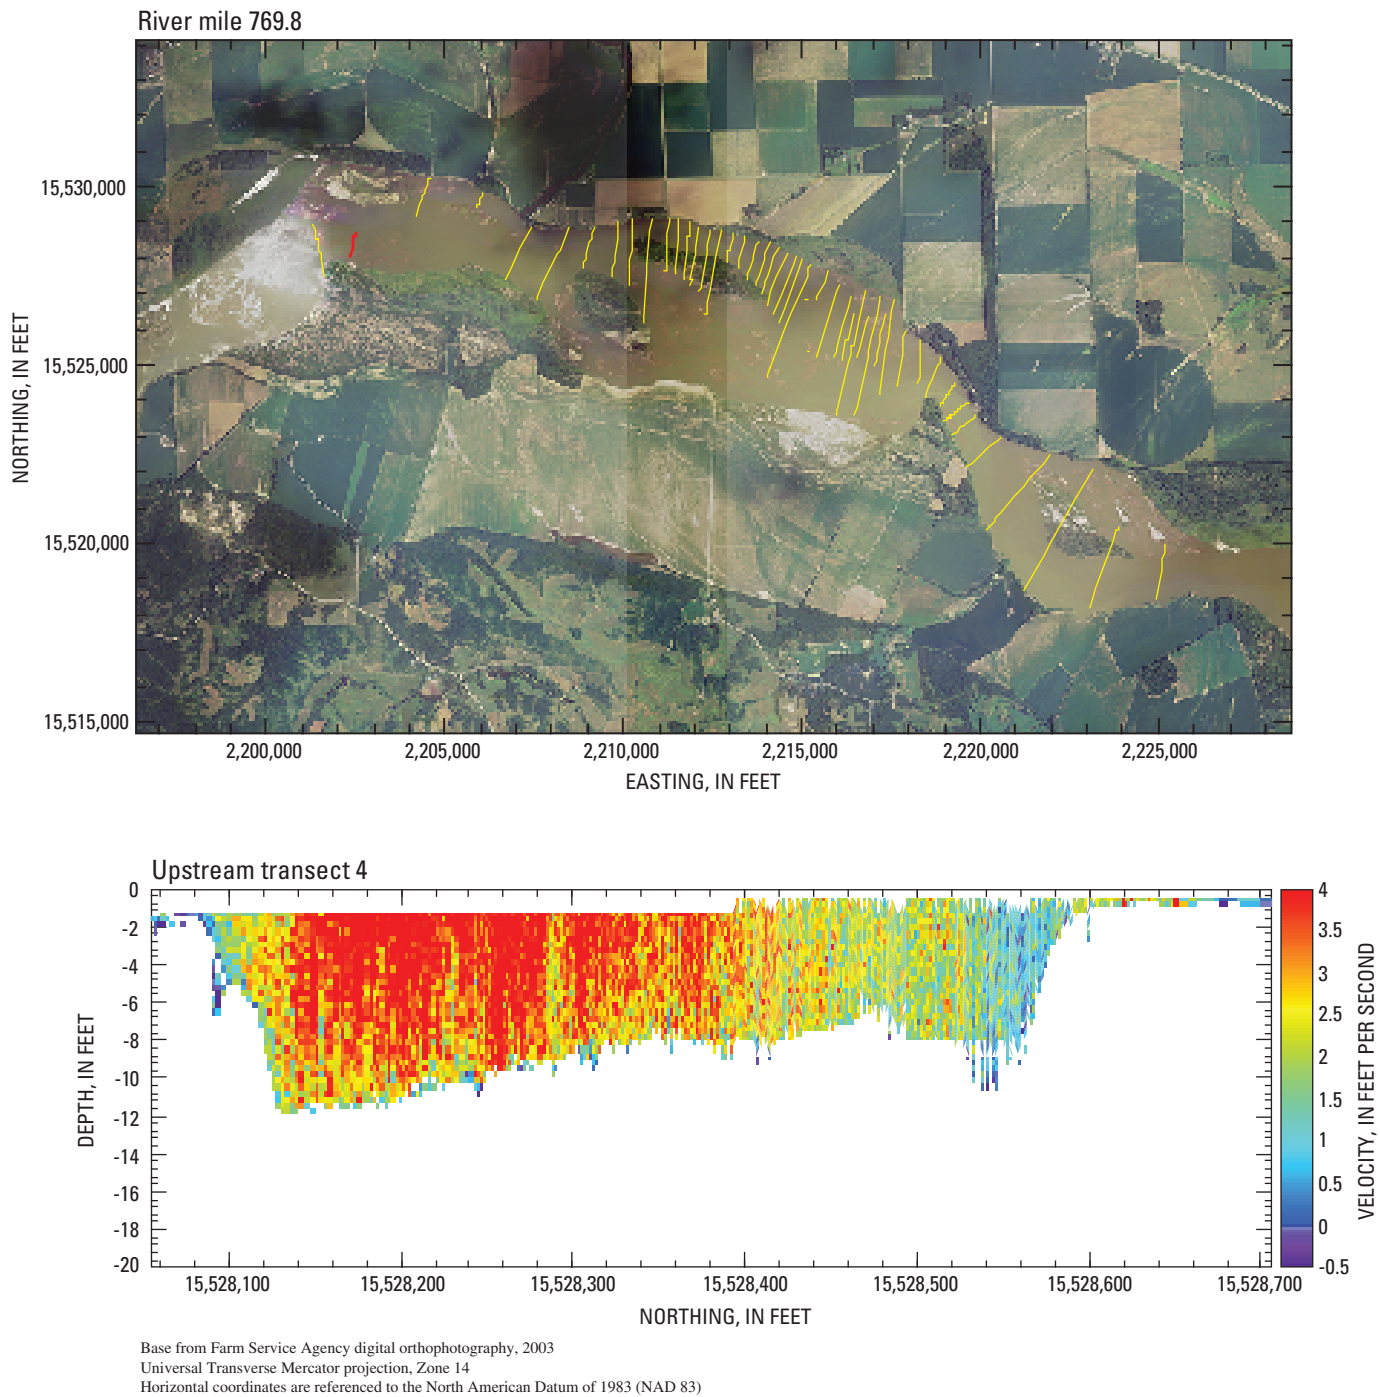 River mile 769.8
15,530,000
15,525,000
15,520,000
15,515,000
NORTHING, IN FEET
2,200,000 2,205,000 2,210,000 2,215,000 2,220,000 2,225,000
EASTING, IN FEET
Upstream transect 4
0
-2
-4
-6
-8
-10
-12
-14
-16
-18
-20
DEPTH, IN FEET
15,528,100 15,528,200 15,528,300 15,528,400 15,528,500 15,528,600 15,528,700
NORTHING, IN FEET
4
3.5
3
2.5
2
1.5
1
0.5
0
-0.5
VELOCITY, IN FEET PER SECOND
Base from Farm Service Agency digital orthophotography, 2003
Universal Transverse Mercator projection, Zone 14
Horizontal coordinates are referenced to the North American Datum of 1983 (NAD 83)